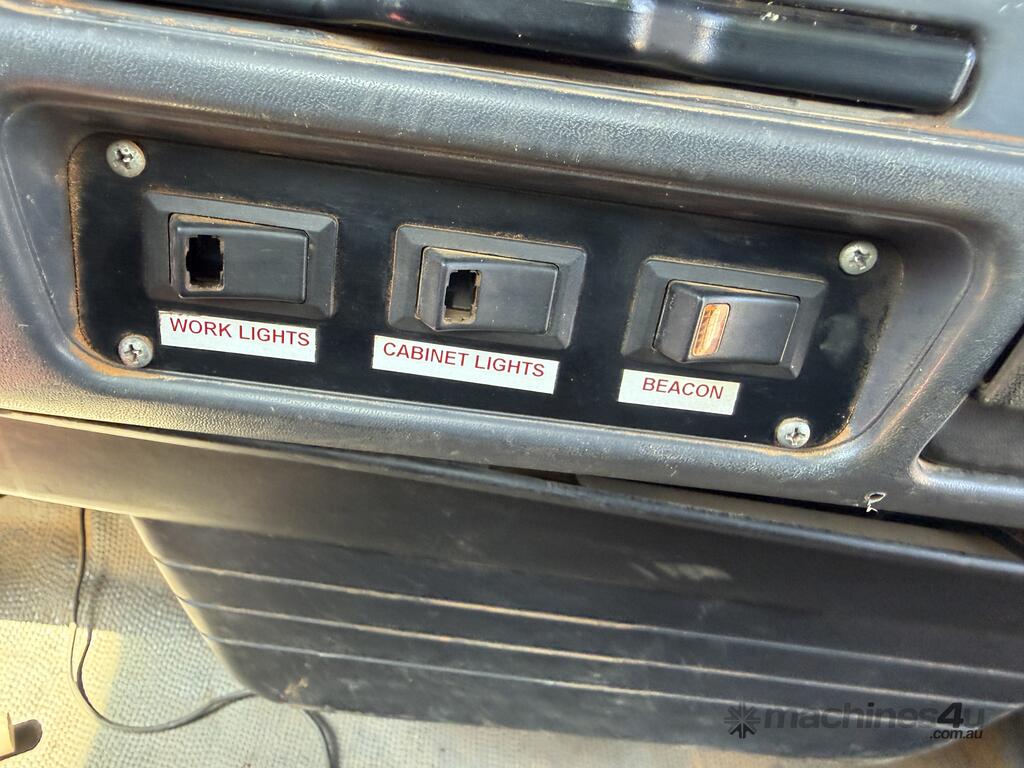 WORK LIGHTS
CABINET LIGHTS
BEACON
machines4u
.com.au